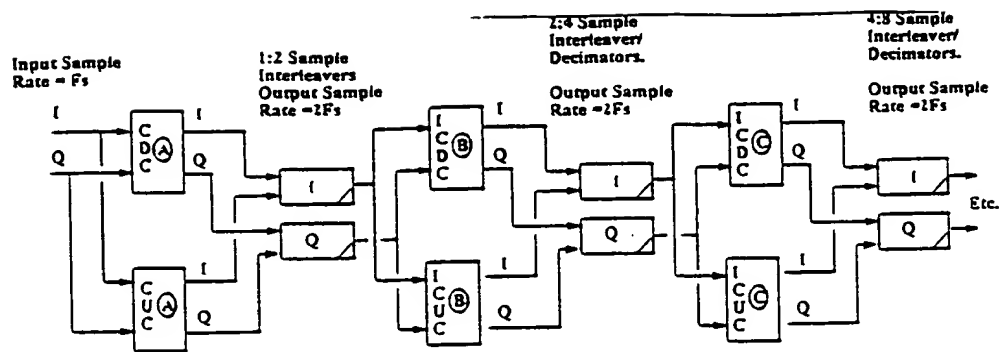 Input Sample
Rate = Fs
1:2 Sample
Interleavers
Output Sample
Rate =2Fs
2:4 Sample
Interleaver/
Decimators.
Output Sample
Rate =2Fs
4:8 Sample
Interleaver/
Decimators.
Output Sample
Rate =2Fs
I
Q
C
D
C
A
I
Q
I
Q
C
U
C
A
I
Q
I
C
D
C
B
I
Q
I
Q
I
C
U
C
B
I
Q
I
C
D
C
C
I
Q
I
Q
Etc.
I
C
U
C
C
I
Q